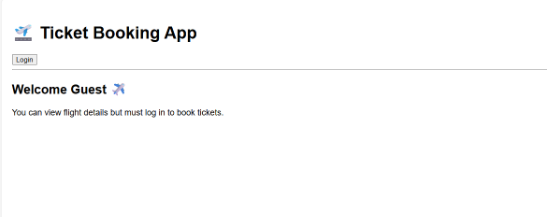 Ticket Booking App
Login
Welcome Guest
You can view flight details but must log in to book tickets.